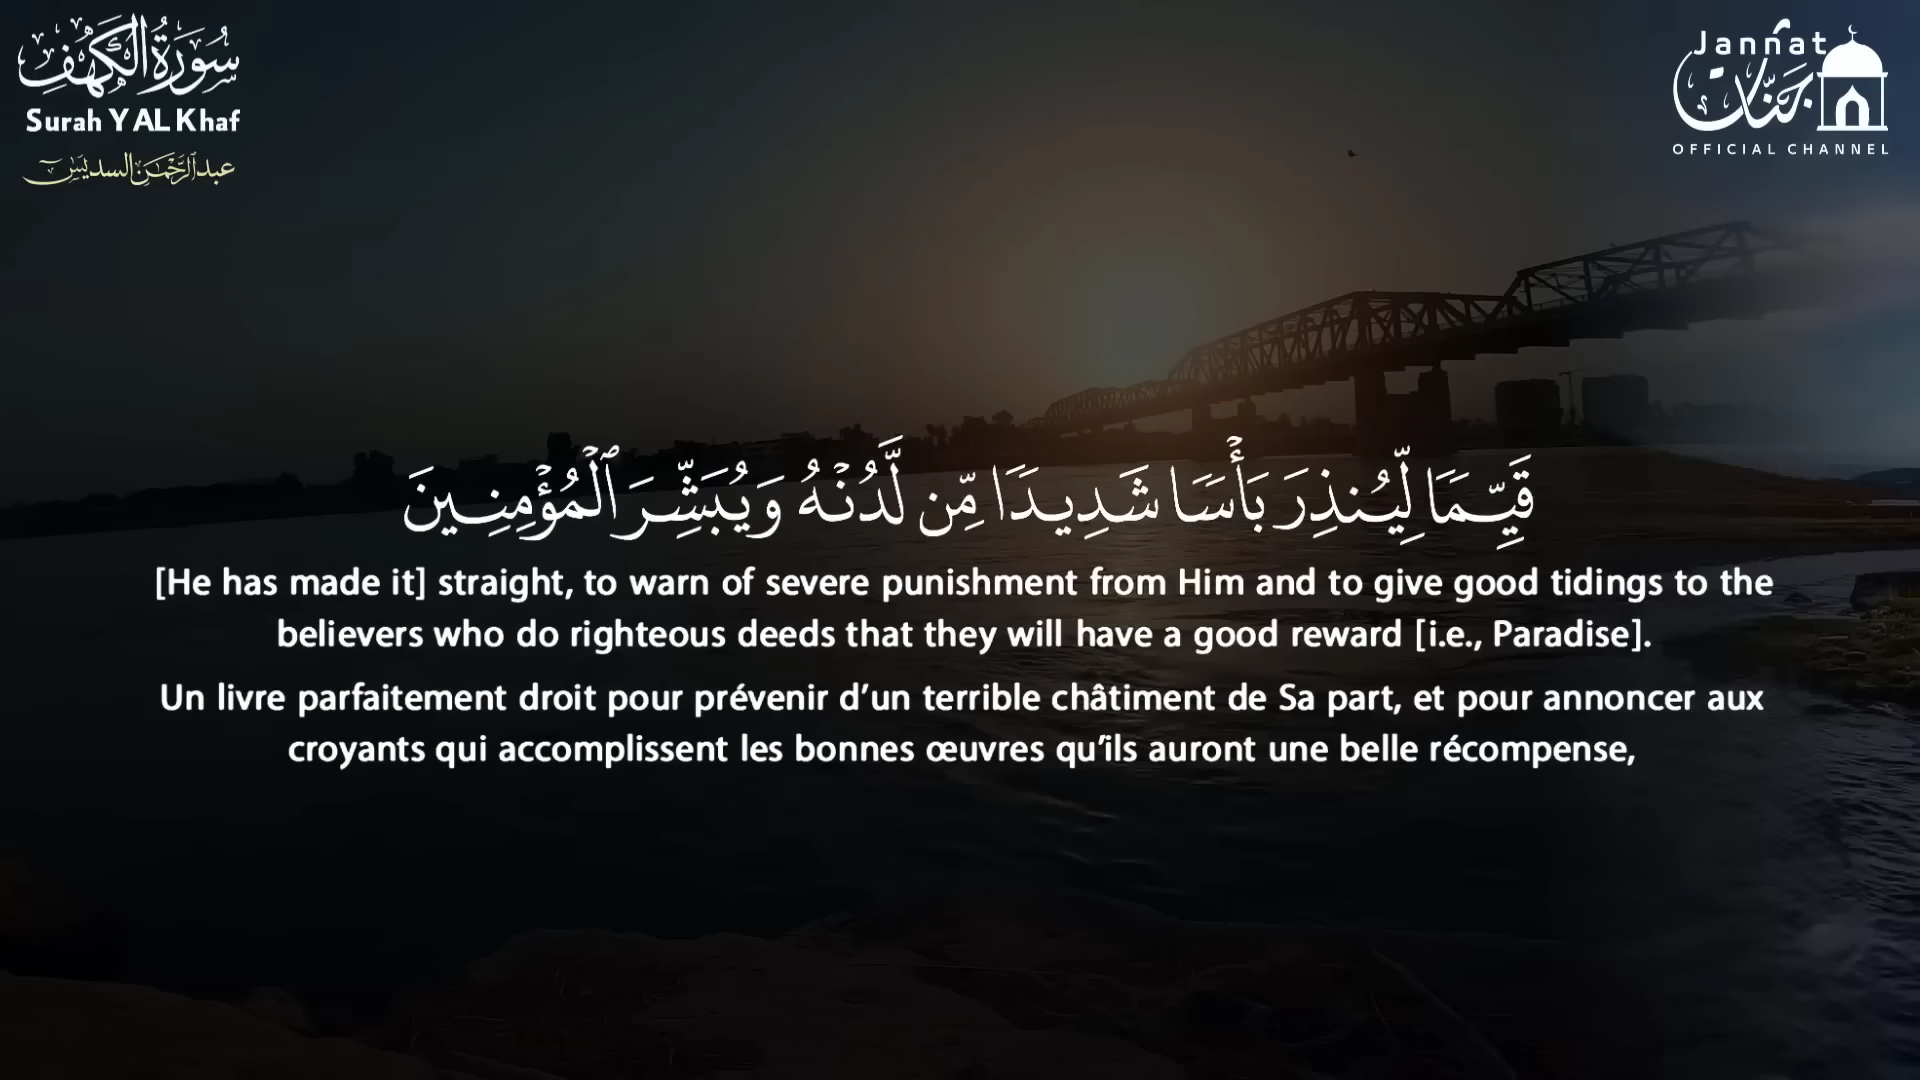 سُورَةُ الكَهْفِ
Surah YAL Khaf
عبد الرَّحْمَٰن السديس
Jannat
جَنَّات
OFFICIAL CHANNEL
قَيِّمًا لِّيُنذِرَ بَأْسًا شَدِيدًا مِّن لَّدُنْهُ وَيُبَشِّرَ ٱلْمُؤْمِنِينَ
[He has made it] straight, to warn of severe punishment from Him and to give good tidings to the
believers who do righteous deeds that they will have a good reward [i.e., Paradise].
Un livre parfaitement droit pour prévenir d’un terrible châtiment de Sa part, et pour annoncer aux
croyants qui accomplissent les bonnes œuvres qu’ils auront une belle récompense,